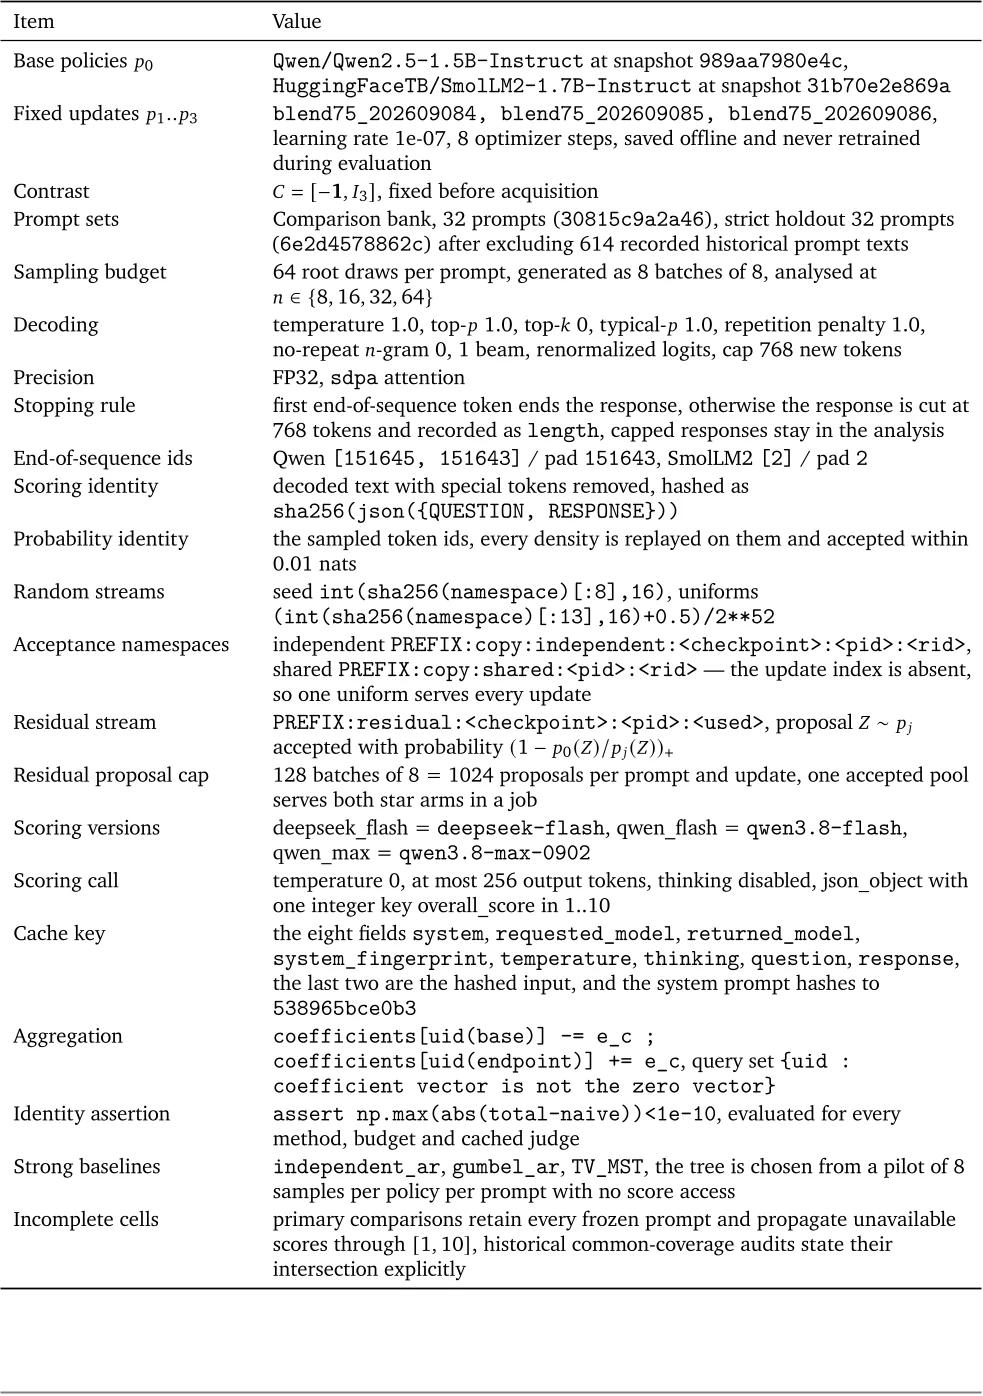 Item Value
Base policies p0 Qwen/Qwen2.5-1.5B-Instruct at snapshot 989aa7980e4c,
HuggingFaceTB/SmolLM2-1.7B-Instruct at snapshot 31b70e2e869a
Fixed updates p1..p3 blend75_202609084, blend75_202609085, blend75_202609086,
learning rate 1e-07, 8 optimizer steps, saved offline and never retrained
during evaluation
Contrast C = [−1, I3], fixed before acquisition
Prompt sets Comparison bank, 32 prompts (30815c9a2a46), strict holdout 32 prompts
(6e2d4578862c) after excluding 614 recorded historical prompt texts
Sampling budget 64 root draws per prompt, generated as 8 batches of 8, analysed at
n ∈ {8, 16, 32, 64}
Decoding temperature 1.0, top-p 1.0, top-k 0, typical-p 1.0, repetition penalty 1.0,
no-repeat n-gram 0, 1 beam, renormalized logits, cap 768 new tokens
Precision FP32, sdpa attention
Stopping rule first end-of-sequence token ends the response, otherwise the response is cut at
768 tokens and recorded as length, capped responses stay in the analysis
End-of-sequence ids Qwen [151645, 151643] / pad 151643, SmolLM2 [2] / pad 2
Scoring identity decoded text with special tokens removed, hashed as
sha256(json({QUESTION, RESPONSE}))
Probability identity the sampled token ids, every density is replayed on them and accepted within
0.01 nats
Random streams seed int(sha256(namespace)[:8],16), uniforms
(int(sha256(namespace)[:13],16)+0.5)/2**52
Acceptance namespaces independent PREFIX:copy:independent:<checkpoint>:<pid>:<rid>,
shared PREFIX:copy:shared:<pid>:<rid> — the update index is absent,
so one uniform serves every update
Residual stream PREFIX:residual:<checkpoint>:<pid>:<used>, proposal Z ∼ pj
accepted with probability (1 − p0(Z)/pj(Z))+
Residual proposal cap 128 batches of 8 = 1024 proposals per prompt and update, one accepted pool
serves both star arms in a job
Scoring versions deepseek_flash = deepseek-flash, qwen_flash = qwen3.8-flash,
qwen_max = qwen3.8-max-0902
Scoring call temperature 0, at most 256 output tokens, thinking disabled, json_object with
one integer key overall_score in 1..10
Cache key the eight fields system, requested_model, returned_model,
system_fingerprint, temperature, thinking, question, response,
the last two are the hashed input, and the system prompt hashes to
538965bce0b3
Aggregation coefficients[uid(base)] -= e_c ;
coefficients[uid(endpoint)] += e_c, query set {uid :
coefficient vector is not the zero vector}
Identity assertion assert np.max(abs(total-naive))<1e-10, evaluated for every
method, budget and cached judge
Strong baselines independent_ar, gumbel_ar, TV_MST, the tree is chosen from a pilot of 8
samples per policy per prompt with no score access
Incomplete cells primary comparisons retain every frozen prompt and propagate unavailable
scores through [1, 10], historical common-coverage audits state their
intersection explicitly